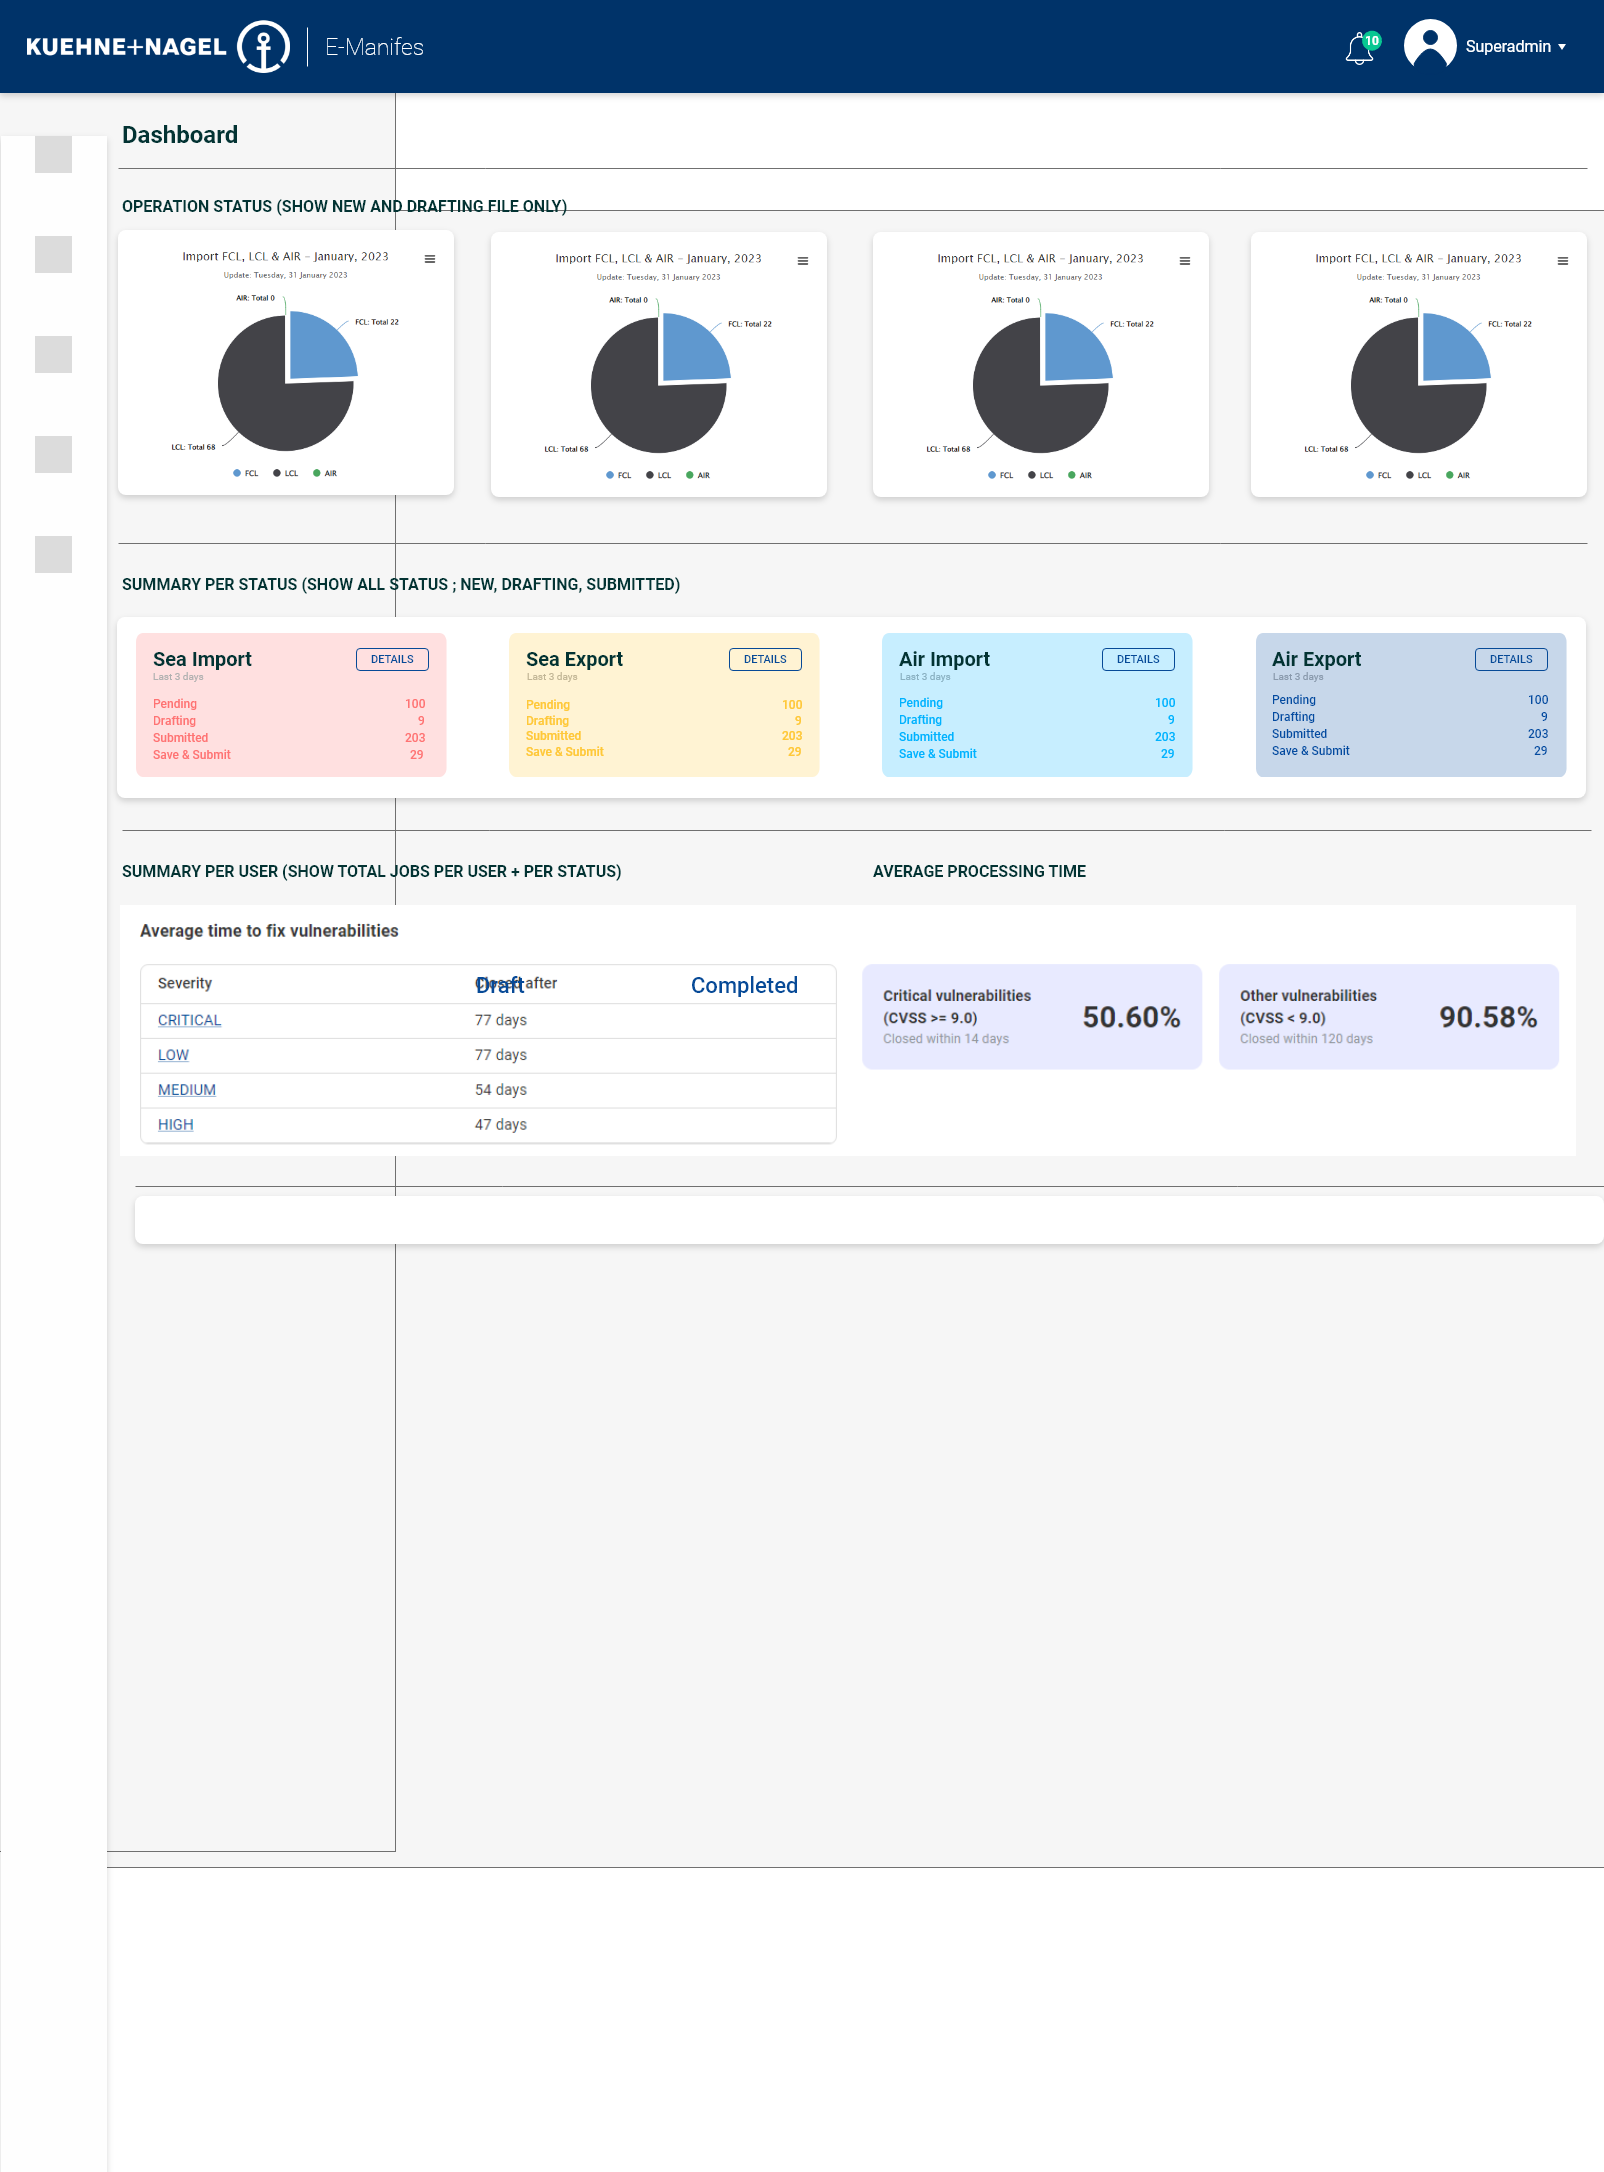 KUEHNE+NAGEL E-Manifes 10 Superadmin
Dashboard
OPERATION STATUS (SHOW NEW AND DRAFTING FILE ONLY)
Import FCL, LCL & AIR - January, 2023
Update: Tuesday, 31 January 2023
AIR: Total 0
FCL: Total 22
LCL: Total 68
FCL LCL AIR
Import FCL, LCL & AIR - January, 2023
Update: Tuesday, 31 January 2023
AIR: Total 0
FCL: Total 22
LCL: Total 68
FCL LCL AIR
Import FCL, LCL & AIR - January, 2023
Update: Tuesday, 31 January 2023
AIR: Total 0
FCL: Total 22
LCL: Total 68
FCL LCL AIR
Import FCL, LCL & AIR - January, 2023
Update: Tuesday, 31 January 2023
AIR: Total 0
FCL: Total 22
LCL: Total 68
FCL LCL AIR
SUMMARY PER STATUS (SHOW ALL STATUS ; NEW, DRAFTING, SUBMITTED)
Sea Import DETAILS
Last 3 days
Pending 100
Drafting 9
Submitted 203
Save & Submit 29
Sea Export DETAILS
Last 3 days
Pending 100
Drafting 9
Submitted 203
Save & Submit 29
Air Import DETAILS
Last 3 days
Pending 100
Drafting 9
Submitted 203
Save & Submit 29
Air Export DETAILS
Last 3 days
Pending 100
Drafting 9
Submitted 203
Save & Submit 29
SUMMARY PER USER (SHOW TOTAL JOBS PER USER + PER STATUS)
AVERAGE PROCESSING TIME
Average time to fix vulnerabilities
Severity Closed after
Draft Completed
CRITICAL 77 days
LOW 77 days
MEDIUM 54 days
HIGH 47 days
Critical vulnerabilities
(CVSS >= 9.0)
Closed within 14 days
50.60%
Other vulnerabilities
(CVSS < 9.0)
Closed within 120 days
90.58%